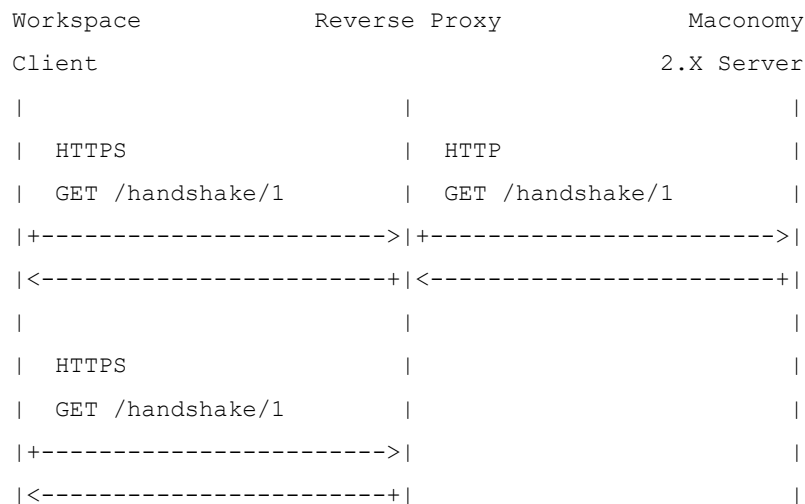 Workspace               Reverse Proxy             Maconomy
Client                                          2.X Server
|                          |                          |
|  HTTPS                   |  HTTP                    |
|  GET /handshake/1        |  GET /handshake/1        |
|+------------------------>|+------------------------>|
|<------------------------+|<------------------------+|
|                          |                          |
|  HTTPS                   |                          |
|  GET /handshake/1        |                          |
|+------------------------>|                          |
|<------------------------+|                          |